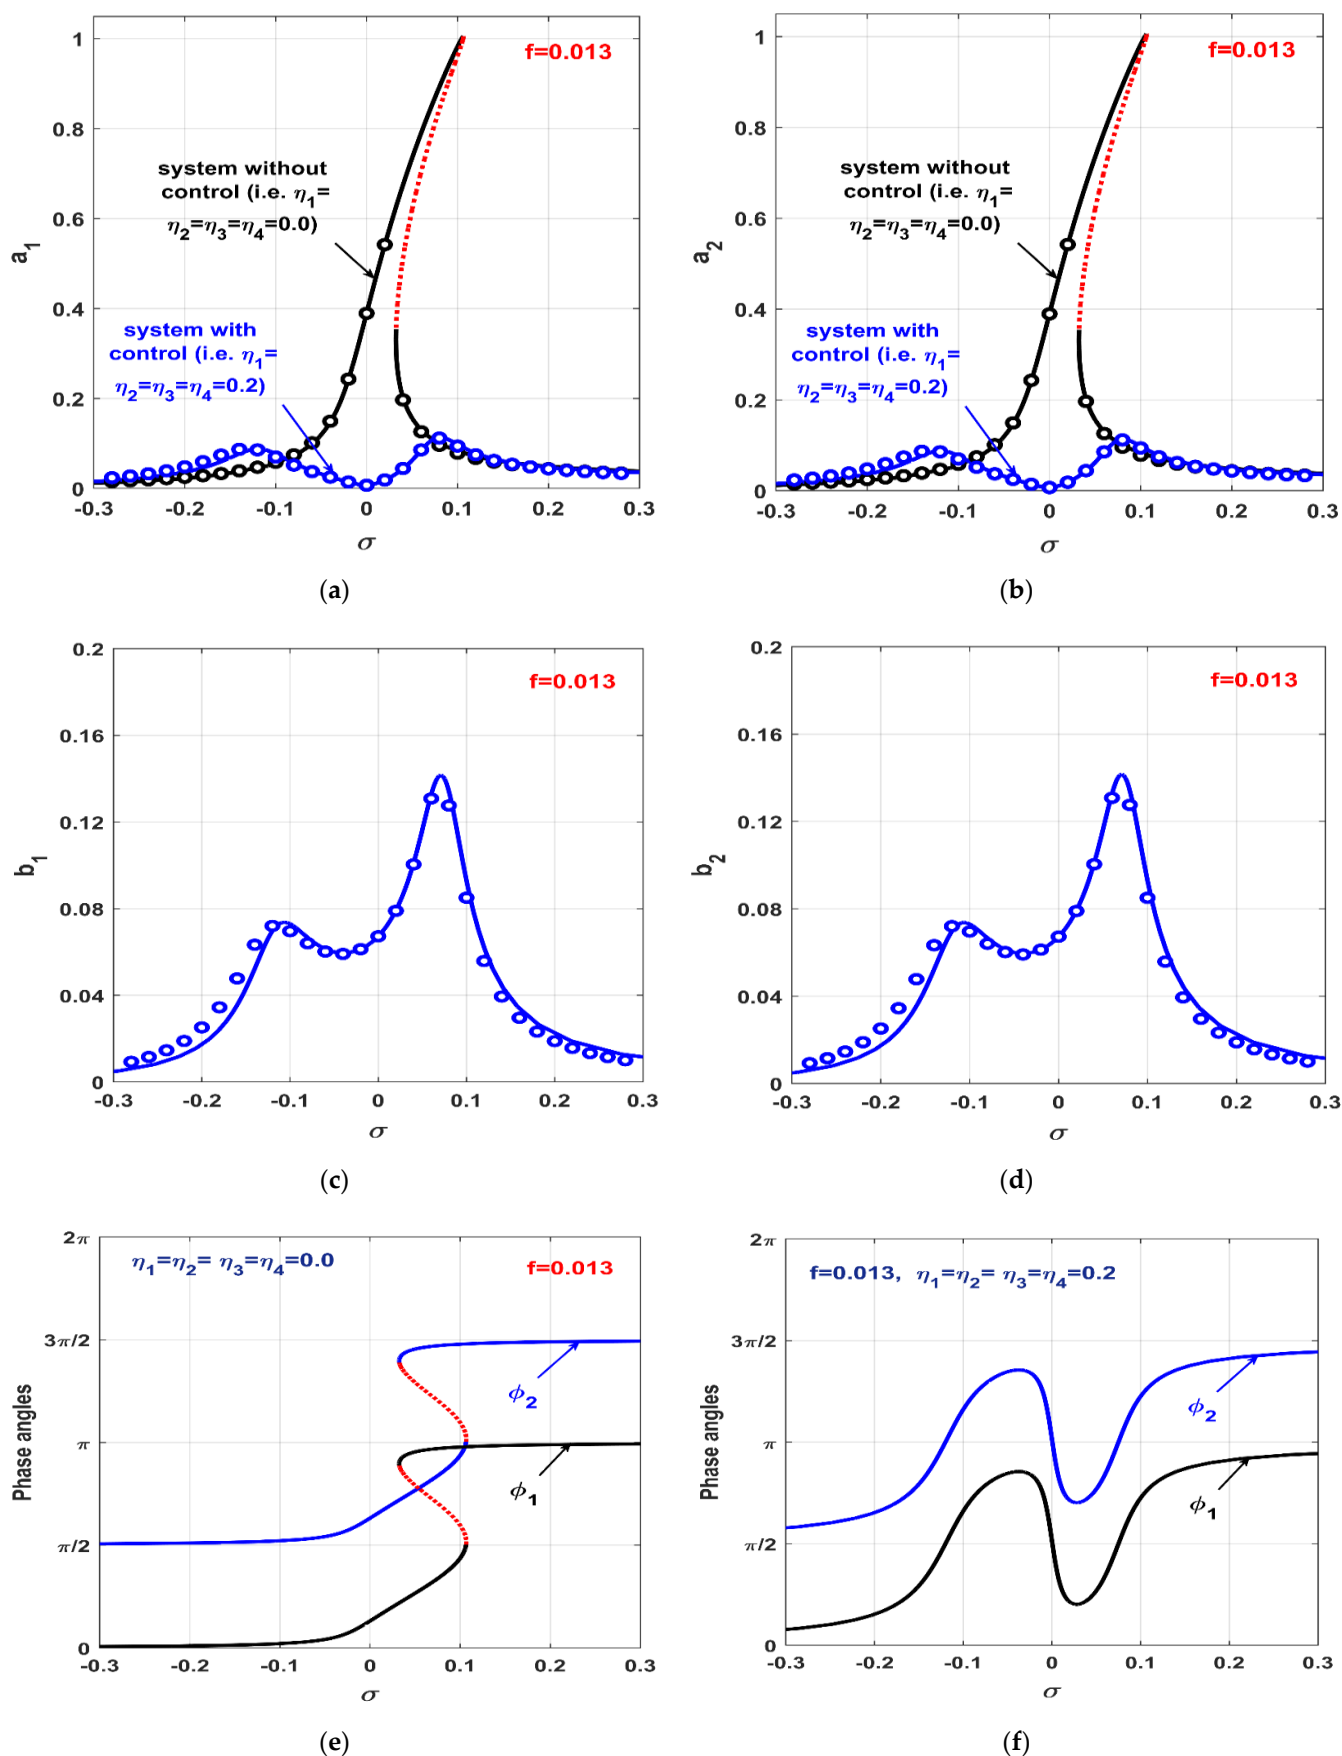 1
0.8
0.6
0.4
0.2
0
a1
f=0.013
system without
control (i.e. η1=
η2=η3=η4=0.0)
system with
control (i.e. η1=
η2=η3=η4=0.2)
-0.3 -0.2 -0.1 0 0.1 0.2 0.3
σ
(a)
1
0.8
0.6
0.4
0.2
0
a2
f=0.013
system without
control (i.e. η1=
η2=η3=η4=0.0)
system with
control (i.e. η1=
η2=η3=η4=0.2)
-0.3 -0.2 -0.1 0 0.1 0.2 0.3
σ
(b)
0.2
0.16
0.12
0.08
0.04
0
b1
f=0.013
-0.3 -0.2 -0.1 0 0.1 0.2 0.3
σ
(c)
0.2
0.16
0.12
0.08
0.04
0
b2
f=0.013
-0.3 -0.2 -0.1 0 0.1 0.2 0.3
σ
(d)
2π
3π/2
π
π/2
0
Phase angles
η1=η2= η3=η4=0.0
f=0.013
ϕ2
ϕ1
-0.3 -0.2 -0.1 0 0.1 0.2 0.3
σ
(e)
2π
3π/2
π
π/2
0
Phase angles
f=0.013, η1=η2= η3=η4=0.2
ϕ2
ϕ1
-0.3 -0.2 -0.1 0 0.1 0.2 0.3
σ
(f)